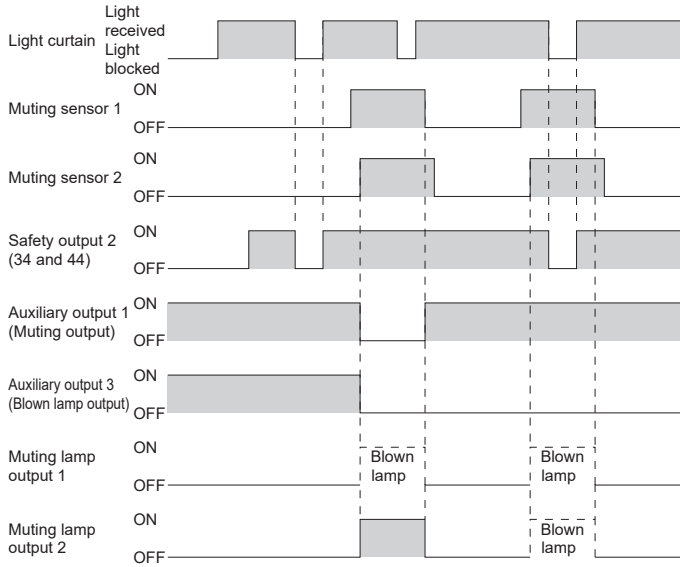 Light curtain
Light
received
Light
blocked
Muting sensor 1
ON
OFF
Muting sensor 2
ON
OFF
Safety output 2
(34 and 44)
ON
OFF
Auxiliary output 1
(Muting output)
ON
OFF
Auxiliary output 3
(Blown lamp output)
ON
OFF
Muting lamp
output 1
ON
OFF
Blown
lamp
Blown
lamp
Muting lamp
output 2
ON
OFF
Blown
lamp